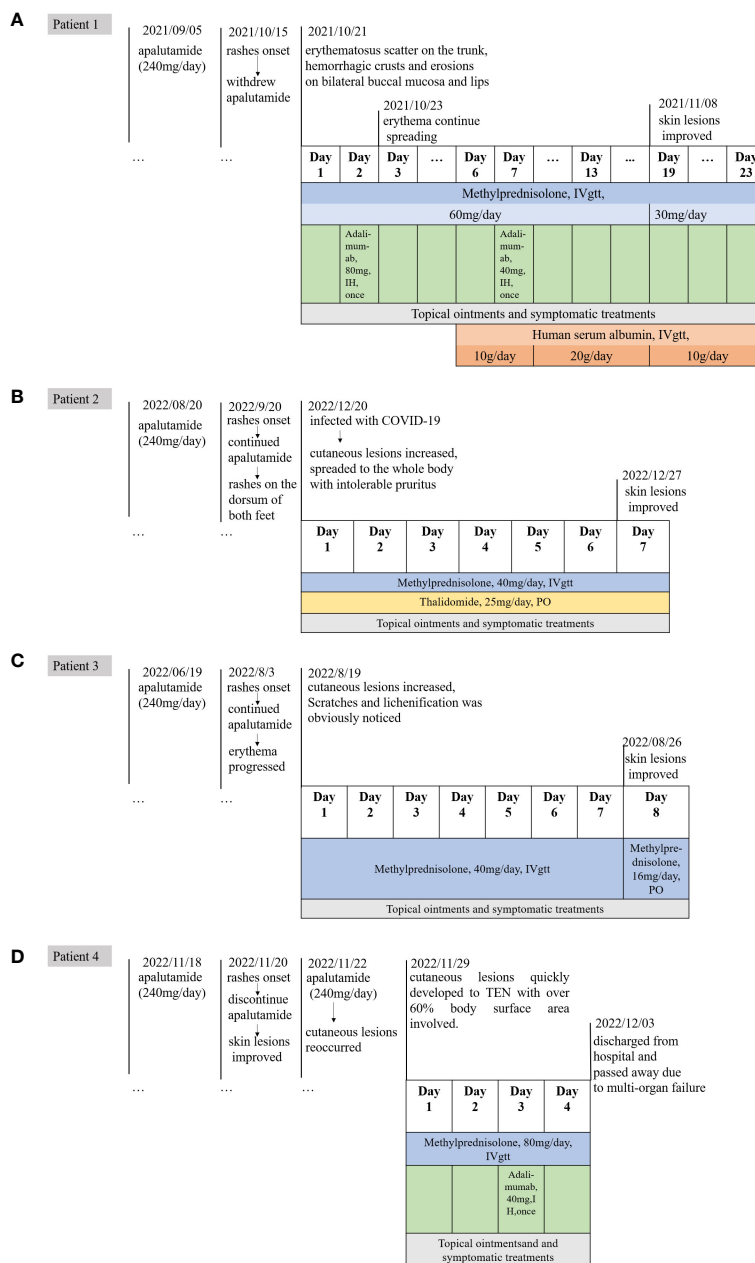 A
Patient 1
2021/09/05
apalutamide
(240mg/day)
…
2021/10/15
rashes onset
withdrew
apalutamide
…
2021/10/21
erythematosus scatter on the trunk,
hemorrhagic crusts and erosions
on bilateral buccal mucosa and lips
2021/10/23
erythema continue
spreading
2021/11/08
skin lesions
improved
Day 1
Day 2
Day 3
…
Day 6
Day 7
…
Day 13
...
Day 19
…
Day 23
Methylprednisolone, IVgtt,
60mg/day
30mg/day
Adali-
mum-
ab,
80mg,
IH,
once
Adali-
mum-
ab,
40mg,
IH,
once
Topical ointments and symptomatic treatments
Human serum albumin, IVgtt,
10g/day
20g/day
10g/day
B
Patient 2
2022/08/20
apalutamide
(240mg/day)
…
2022/9/20
rashes onset
continued
apalutamide
rashes on the
dorsum of
both feet
…
2022/12/20
infected with COVID-19
cutaneous lesions increased,
spreaded to the whole body
with intolerable pruritus
2022/12/27
skin lesions
improved
Day 1
Day 2
Day 3
Day 4
Day 5
Day 6
Day 7
Methylprednisolone, 40mg/day, IVgtt
Thalidomide, 25mg/day, PO
Topical ointments and symptomatic treatments
C
Patient 3
2022/06/19
apalutamide
(240mg/day)
…
2022/8/3
rashes onset
continued
apalutamide
erythema
progressed
…
2022/8/19
cutaneous lesions increased,
Scratches and lichenification was
obviously noticed
2022/08/26
skin lesions
improved
Day 1
Day 2
Day 3
Day 4
Day 5
Day 6
Day 7
Day 8
Methylprednisolone, 40mg/day, IVgtt
Methylpre-
dnisolone,
16mg/day,
PO
Topical ointments and symptomatic treatments
D
Patient 4
2022/11/18
apalutamide
(240mg/day)
…
2022/11/20
rashes onset
discontinue
apalutamide
skin lesions
improved
…
2022/11/22
apalutamide
(240mg/day)
cutaneous lesions
reoccurred
…
2022/11/29
cutaneous lesions quickly
developed to TEN with over
60% body surface area
involved.
2022/12/03
discharged from
hospital and
passed away due
to multi-organ failure
Day 1
Day 2
Day 3
Day 4
Methylprednisolone, 80mg/day,
IVgtt
Adali-
mumab,
40mg,I
H,once
Topical ointmentsand and
symptomatic treatments